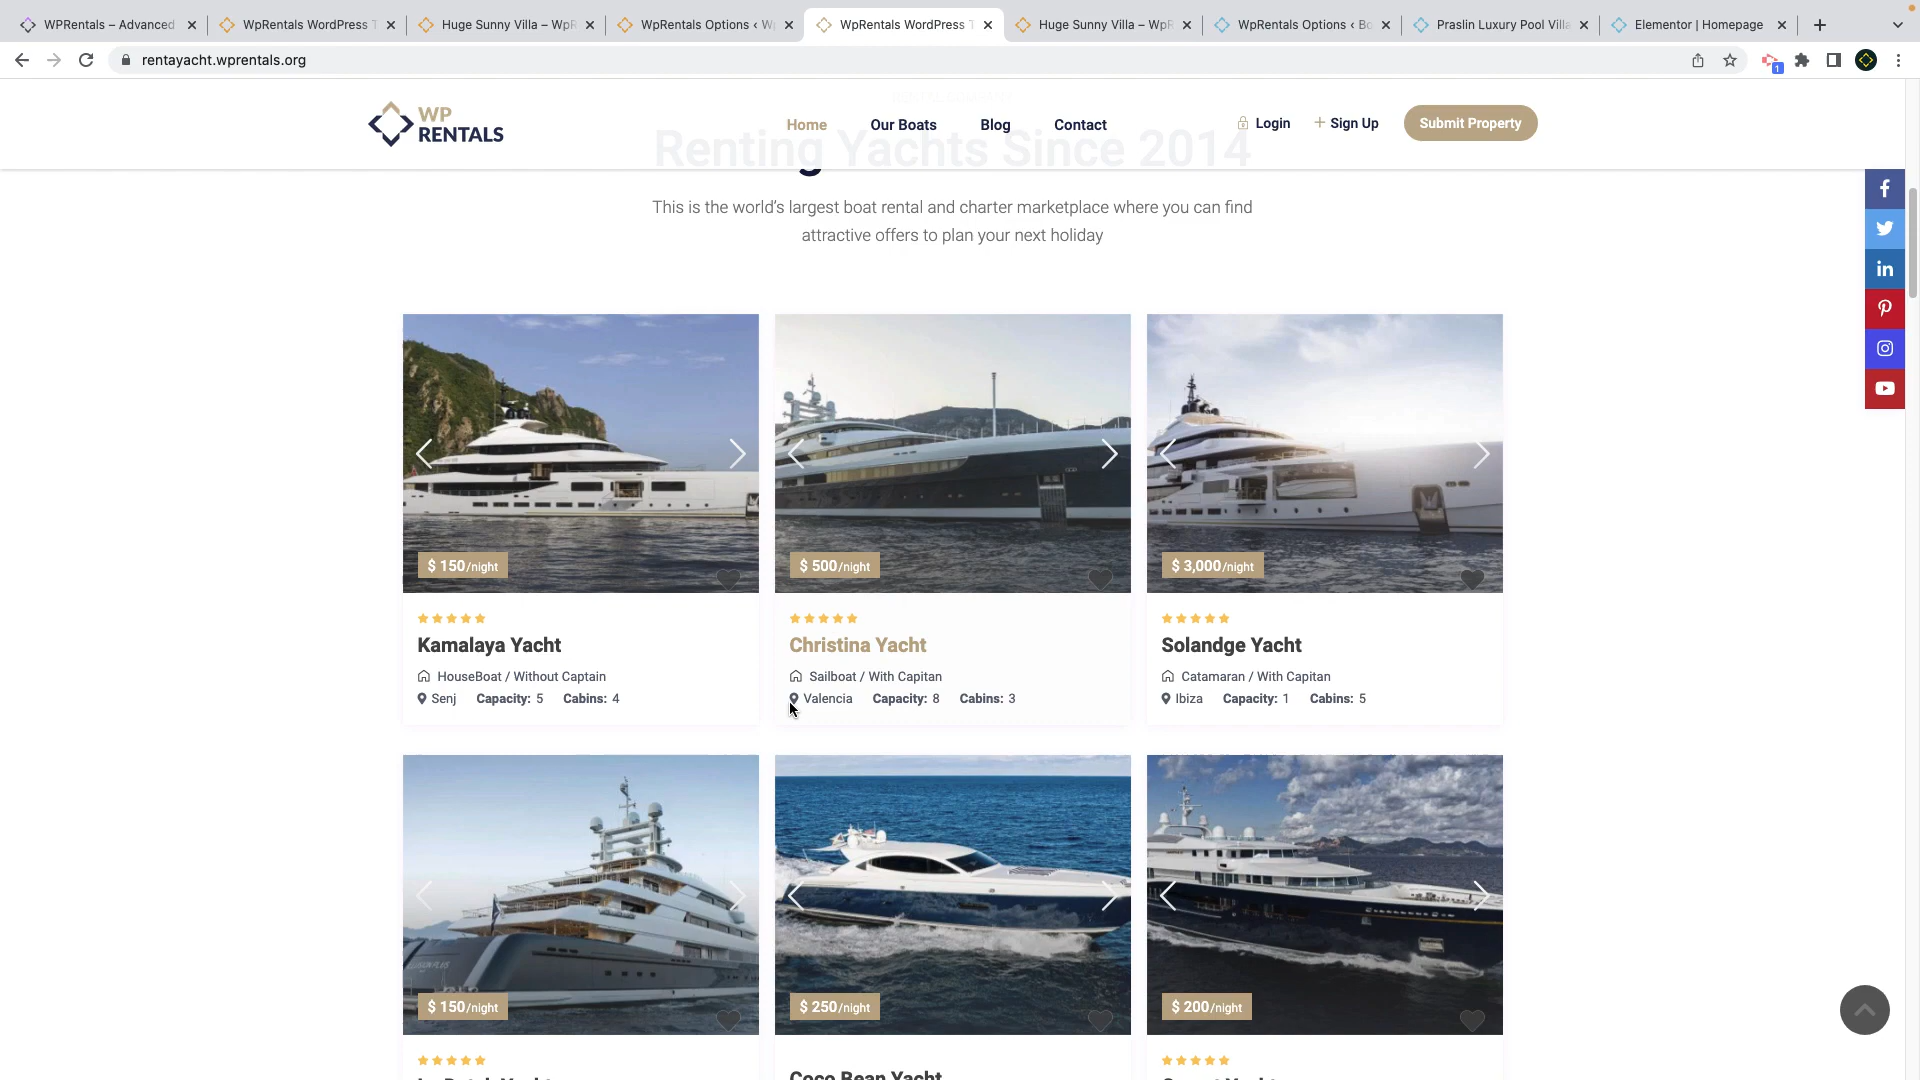 WPRentals – Advanced
WpRentals WordPress T
Huge Sunny Villa – WpR
WpRentals Options ‹ W
WpRentals WordPress T
Huge Sunny Villa – WpR
WpRentals Options ‹ Bo
Praslin Luxury Pool Villa
Elementor | Homepage
rentayacht.wprentals.org
1
WP
RENTALS
Home
Our Boats
Blog
Contact
Login
Sign Up
Submit Property
Renting Yachts Since 2014
This is the world's largest boat rental and charter marketplace where you can find
attractive offers to plan your next holiday
$ 150/night
$ 500/night
$ 3,000/night
Kamalaya Yacht
HouseBoat / Without Captain
Senj Capacity: 5 Cabins: 4
Christina Yacht
Sailboat / With Capitan
Valencia Capacity: 8 Cabins: 3
Solandge Yacht
Catamaran / With Capitan
Ibiza Capacity: 1 Cabins: 5
$ 150/night
$ 250/night
$ 200/night
Coco Bean Yacht